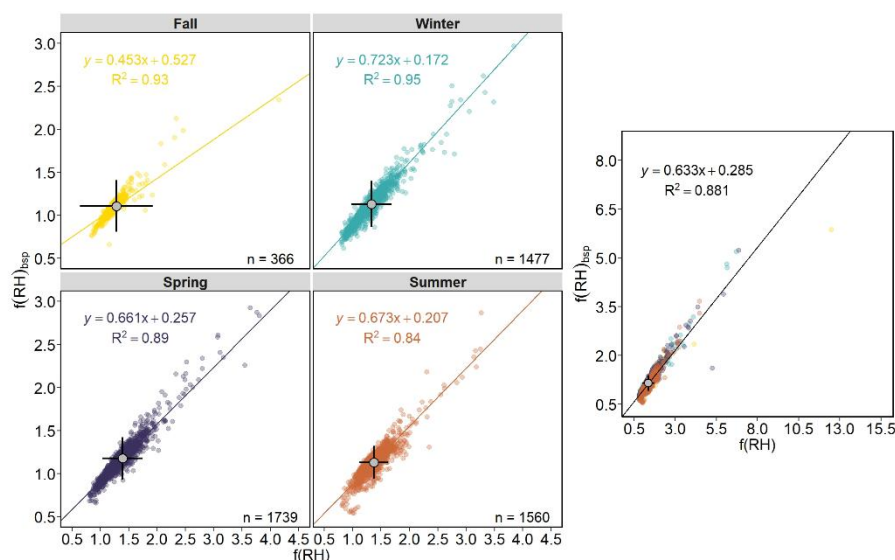 Fall
Winter
y = 0.453x + 0.527
R² = 0.93
y = 0.723x + 0.172
R² = 0.95
3.0
2.5
2.0
1.5
1.0
0.5
n = 366
n = 1477
Spring
Summer
y = 0.661x + 0.257
R² = 0.89
y = 0.673x + 0.207
R² = 0.84
3.0
2.5
2.0
1.5
1.0
0.5
n = 1739
n = 1560
0.5 1.0 1.5 2.0 2.5 3.0 3.5 4.0 4.5 0.5 1.0 1.5 2.0 2.5 3.0 3.5 4.0 4.5
f(RH)
f(RH)bsp
y = 0.633x + 0.285
R² = 0.881
8.0
6.5
5.0
3.5
2.0
0.5
0.5 3.0 5.5 8.0 10.5 13.0 15.5
f(RH)
f(RH)bsp